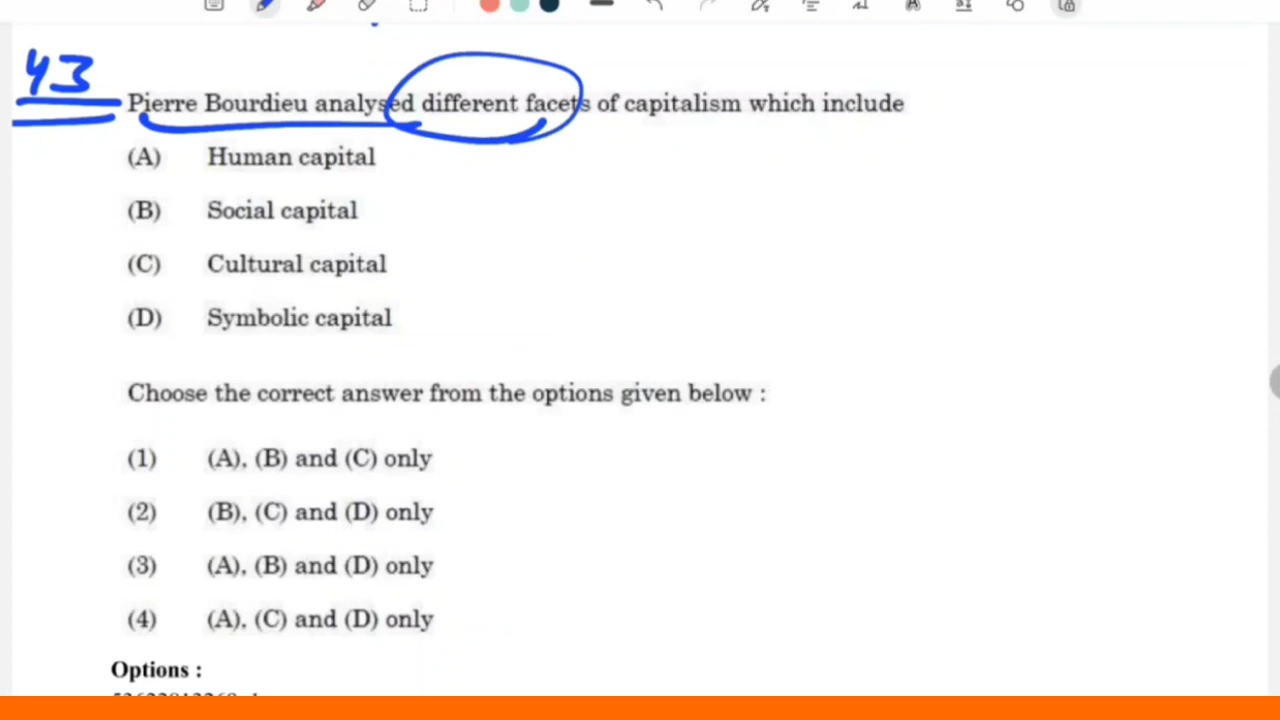 43
Pierre Bourdieu analysed different facets of capitalism which include
(A) Human capital
(B) Social capital
(C) Cultural capital
(D) Symbolic capital
Choose the correct answer from the options given below :
(1) (A), (B) and (C) only
(2) (B), (C) and (D) only
(3) (A), (B) and (D) only
(4) (A), (C) and (D) only
Options :